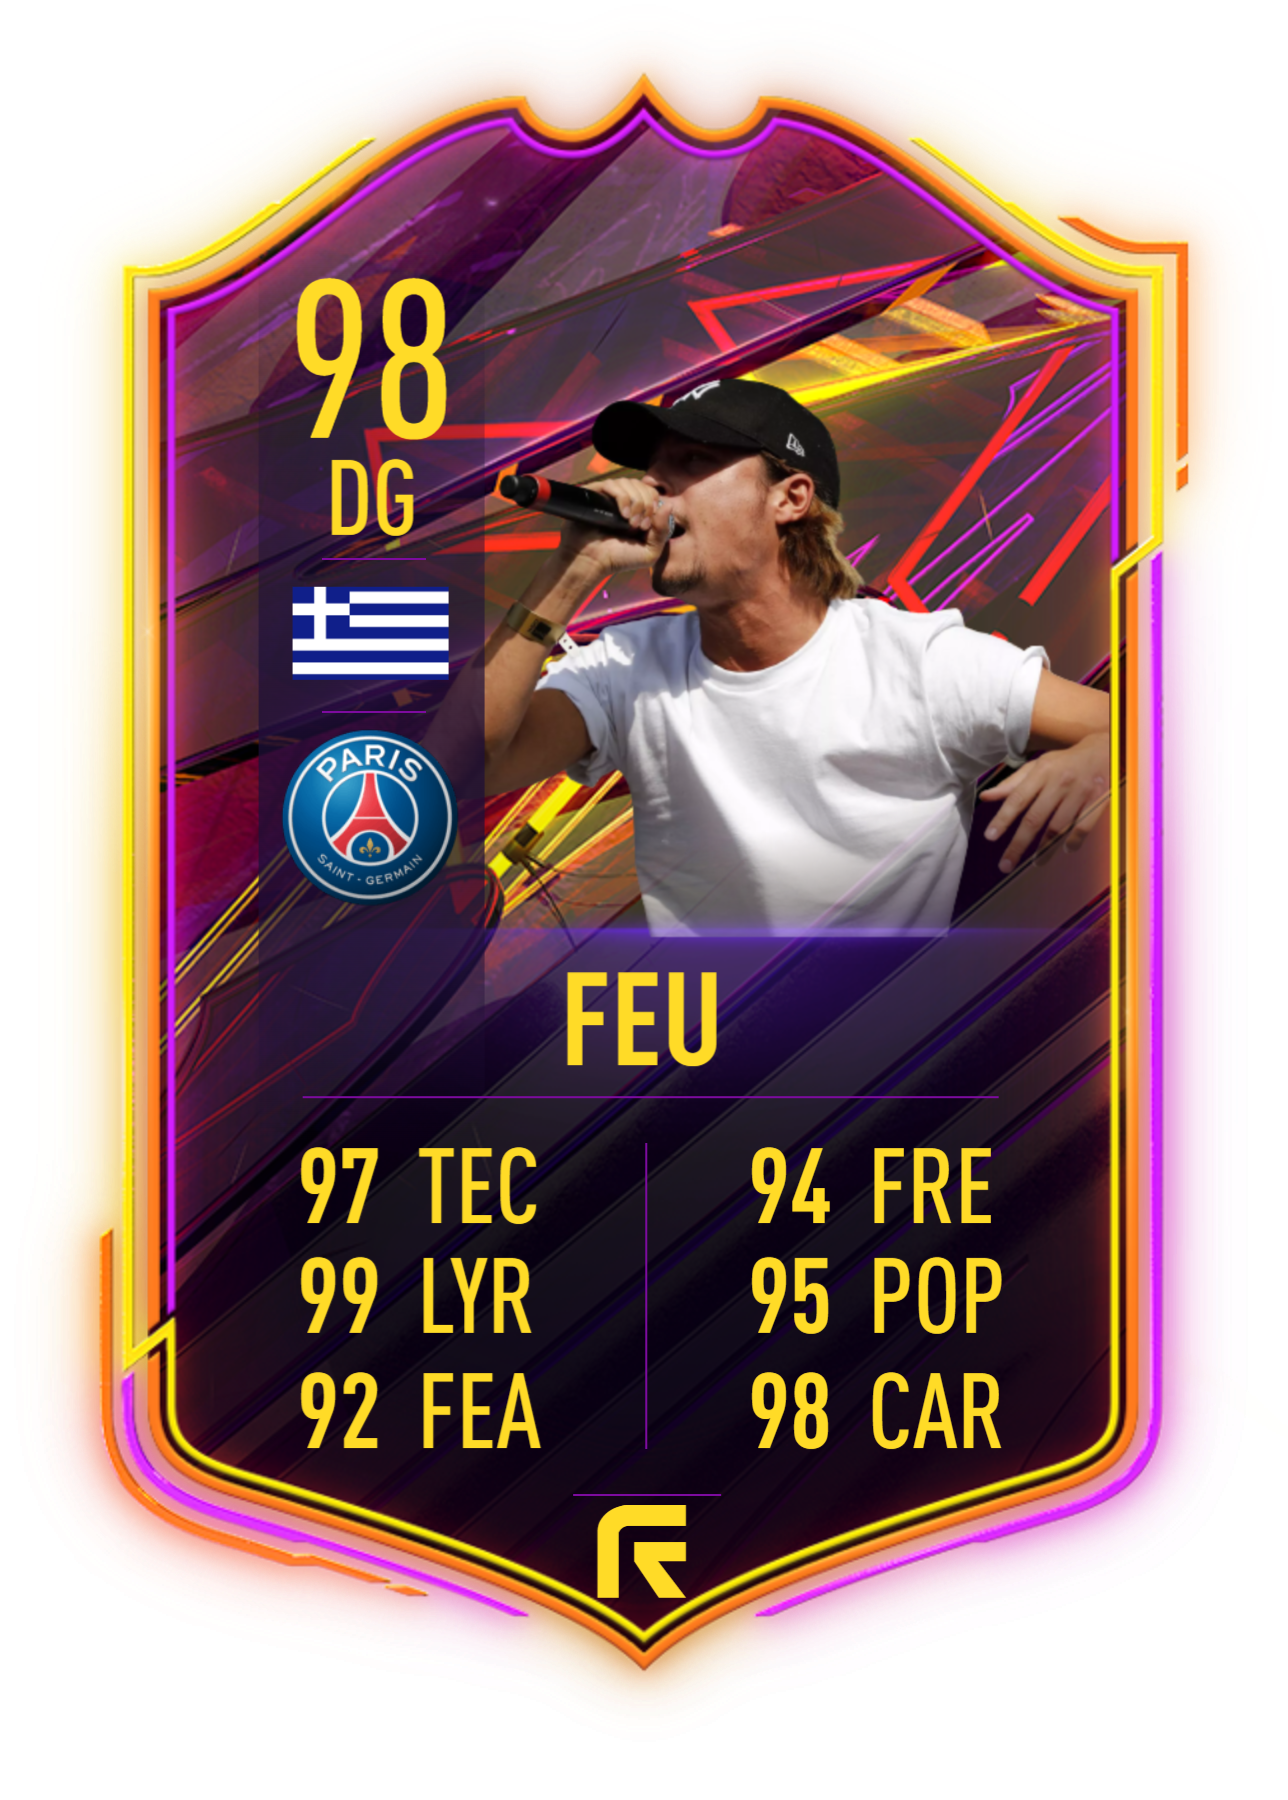 98
DG
PARIS
SAINT - GERMAIN
FEU
97 TEC
99 LYR
92 FEA
94 FRE
95 POP
98 CAR